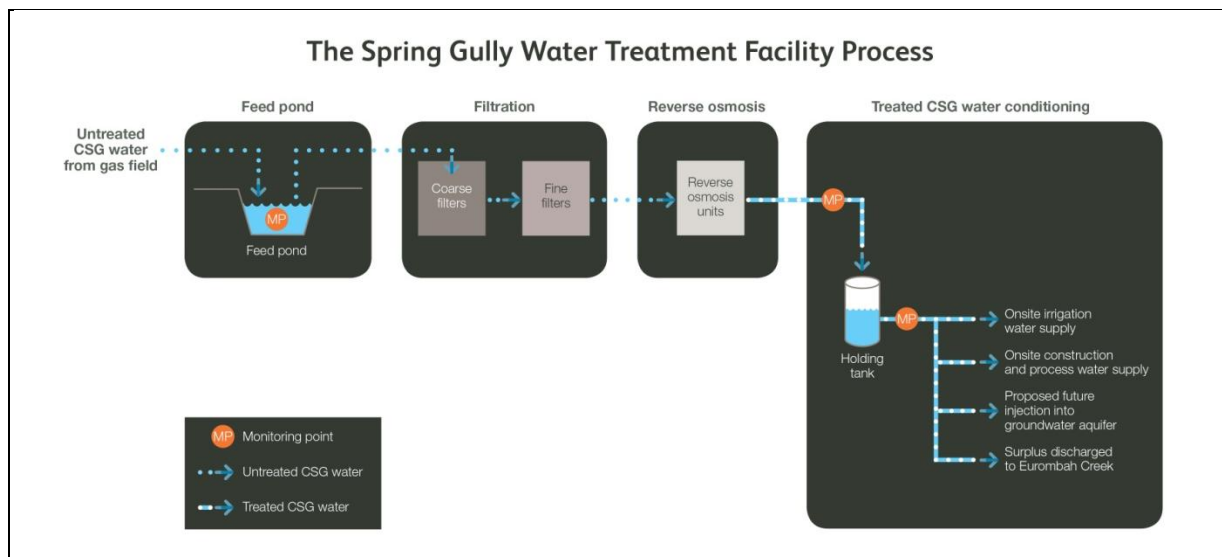 The Spring Gully Water Treatment Facility Process
Feed pond
Filtration
Reverse osmosis
Treated CSG water conditioning
Untreated
CSG water
from gas field
MP
Feed pond
Coarse
filters
Fine
filters
Reverse
osmosis
units
MP
Holding
tank
MP
Onsite irrigation
water supply
Onsite construction
and process water supply
Proposed future
injection into
groundwater aquifer
Surplus discharged
to Eurombah Creek
MP Monitoring point
Untreated CSG water
Treated CSG water